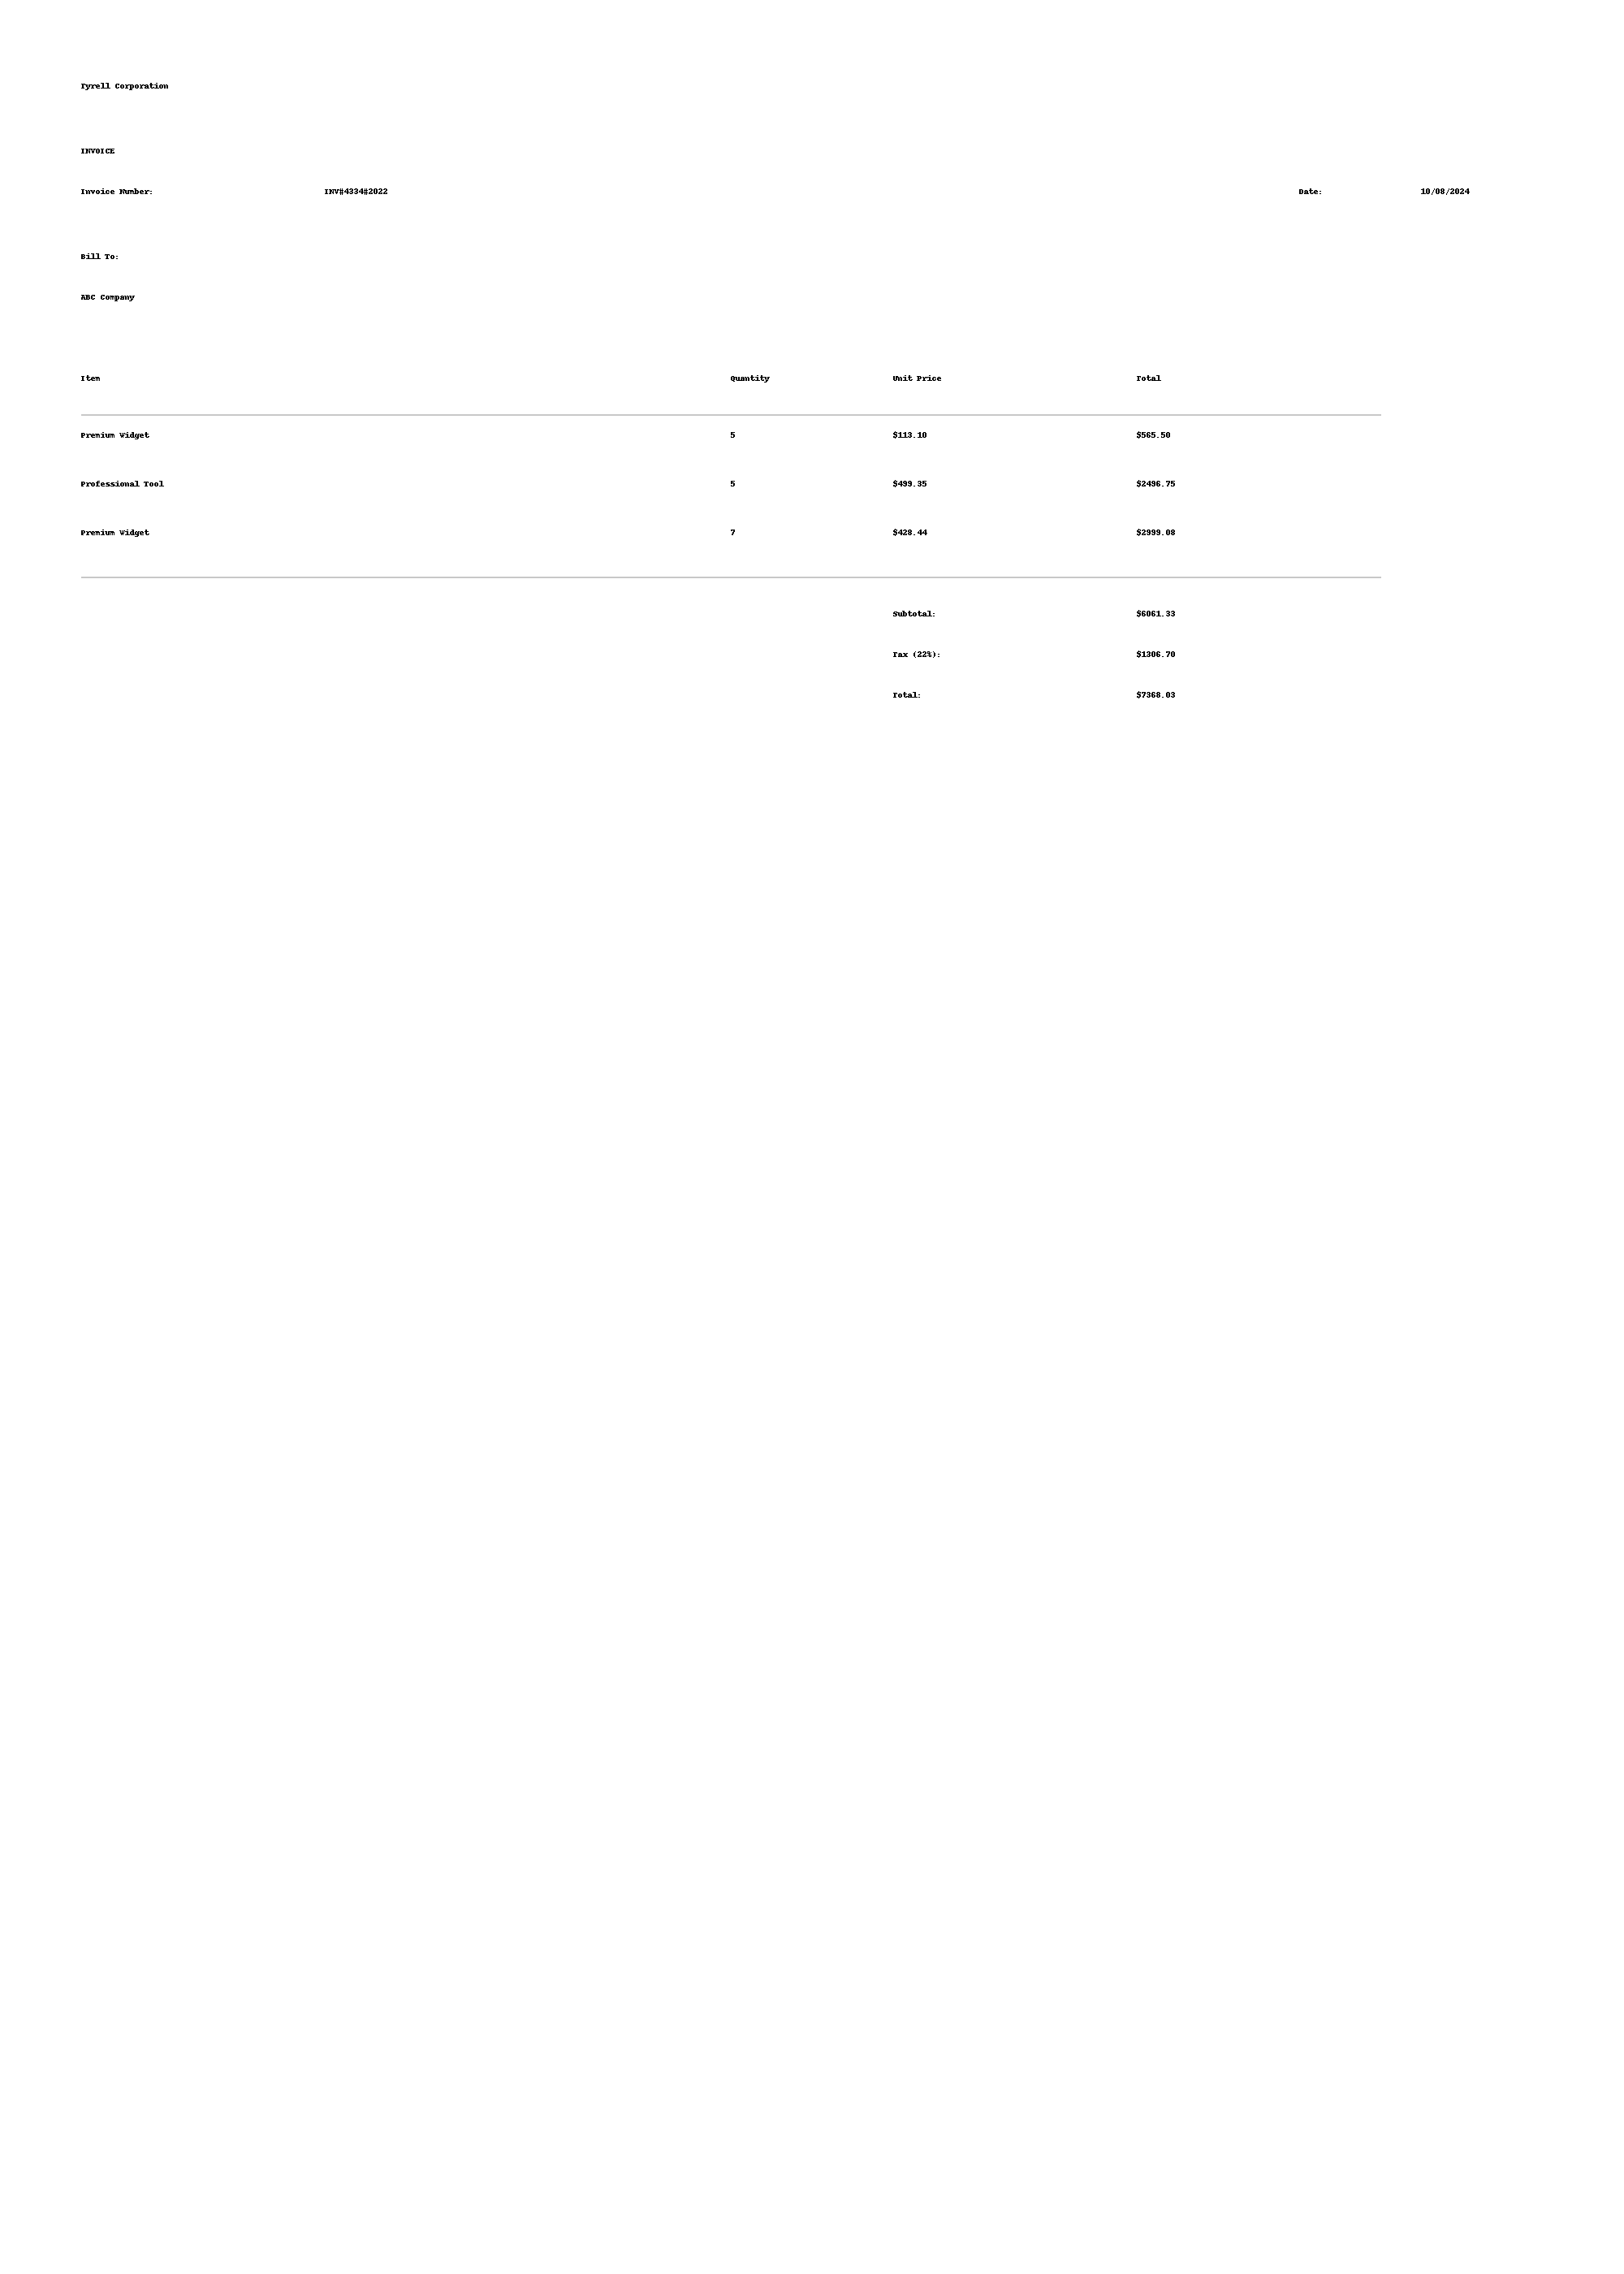 Tyrell Corporation
INVOICE
Invoice Number: INV#4334#2022 Date: 10/08/2024
Bill To:
ABC Company
Item Quantity Unit Price Total
Premium Widget 5 $113.10 $565.50
Professional Tool 5 $499.35 $2496.75
Premium Widget 7 $428.44 $2999.08
Subtotal: $6061.33
Tax (22%): $1306.70
Total: $7368.03